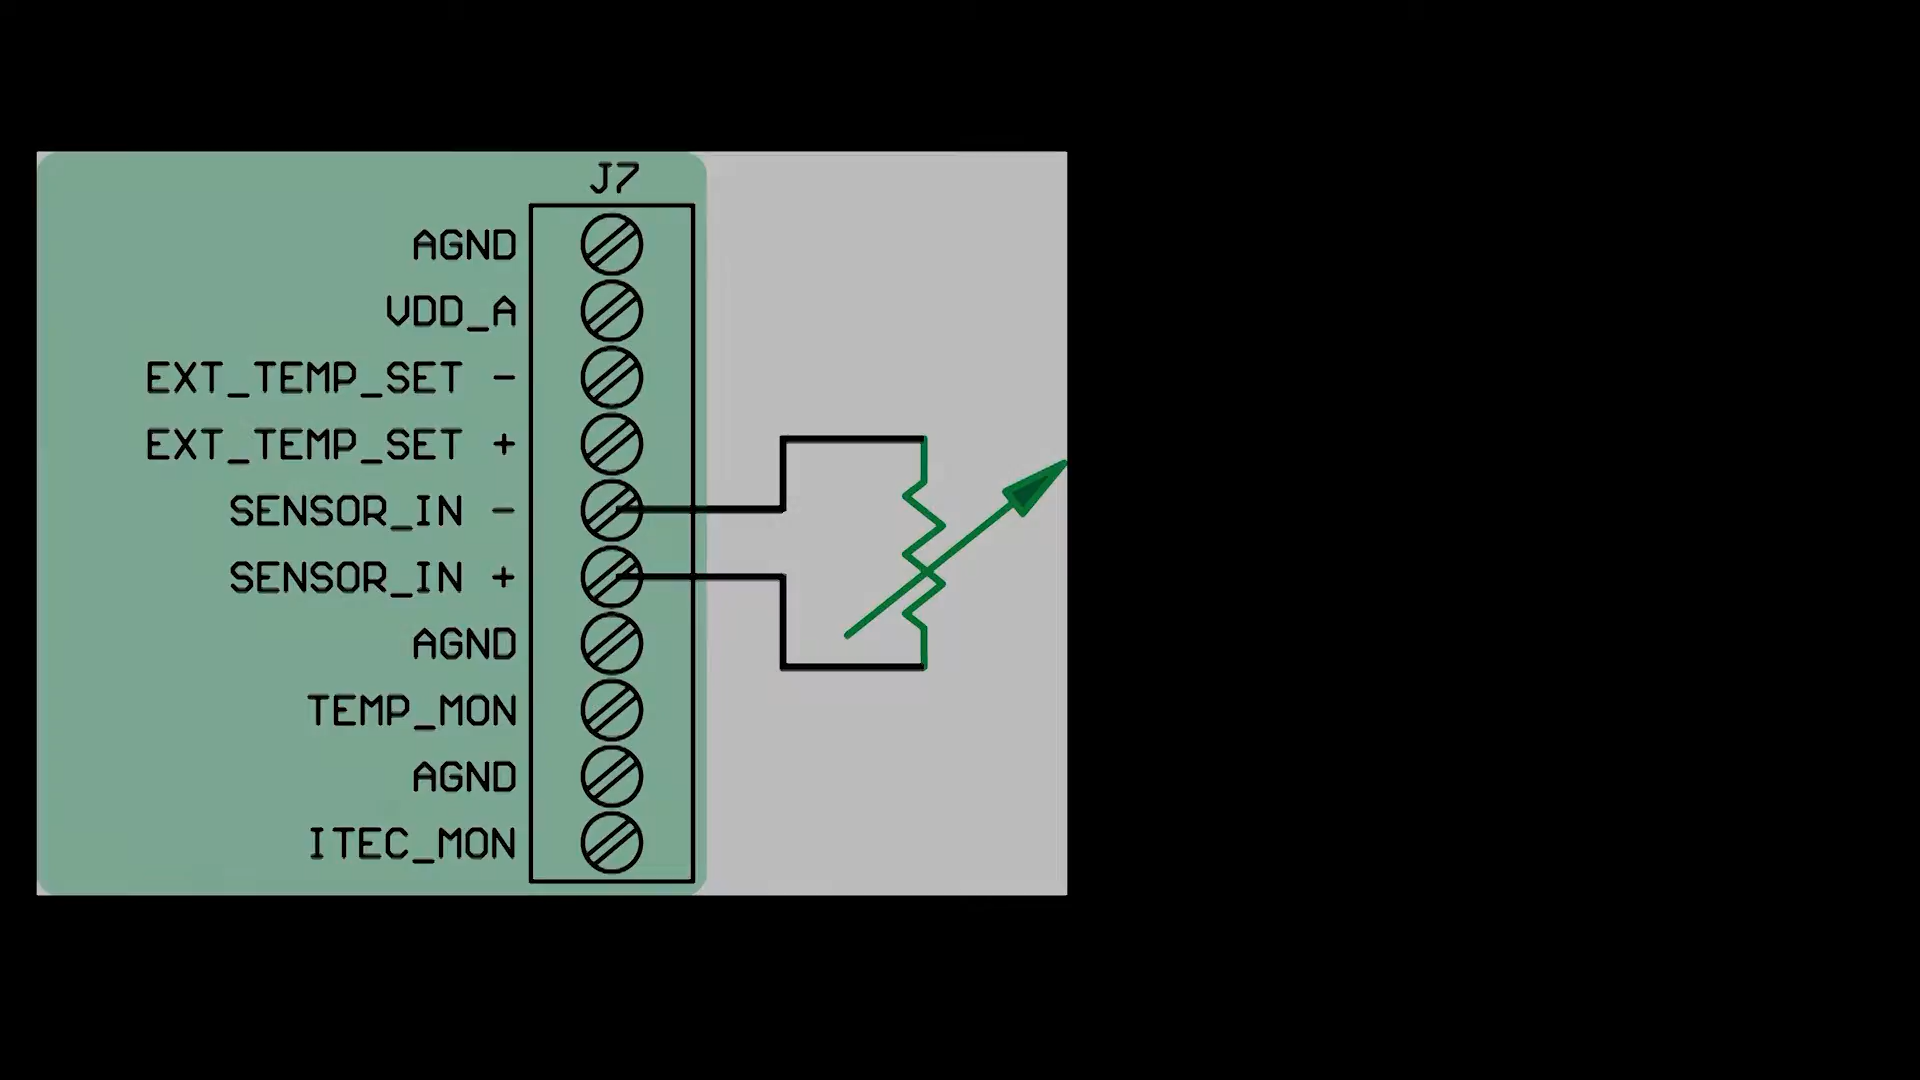 J7
AGND
VDD_A
EXT_TEMP_SET -
EXT_TEMP_SET +
SENSOR_IN -
SENSOR_IN +
AGND
TEMP_MON
AGND
ITEC_MON